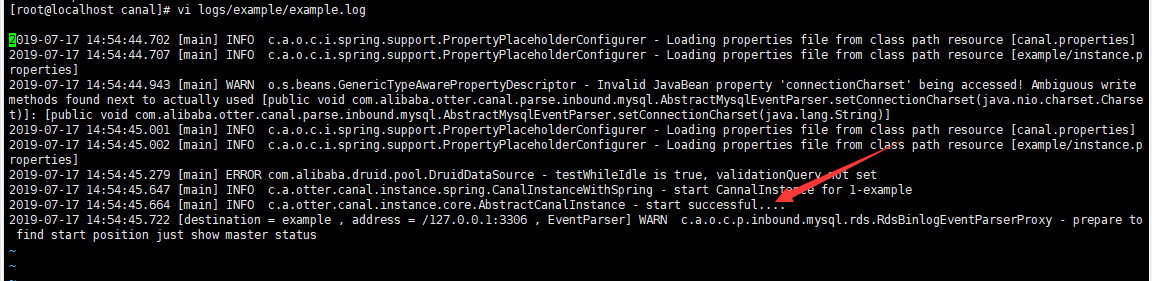 [root@localhost canal]# vi logs/example/example.log
2019-07-17 14:54:44.702 [main] INFO  c.a.o.c.i.spring.support.PropertyPlaceholderConfigurer - Loading properties file from class path resource [canal.properties]
2019-07-17 14:54:44.707 [main] INFO  c.a.o.c.i.spring.support.PropertyPlaceholderConfigurer - Loading properties file from class path resource [example/instance.p
roperties]
2019-07-17 14:54:44.943 [main] WARN  o.s.beans.GenericTypeAwarePropertyDescriptor - Invalid JavaBean property 'connectionCharset' being accessed! Ambiguous write
methods found next to actually used [public void com.alibaba.otter.canal.parse.inbound.mysql.AbstractMysqlEventParser.setConnectionCharset(java.nio.charset.Charse
t)]: [public void com.alibaba.otter.canal.parse.inbound.mysql.AbstractMysqlEventParser.setConnectionCharset(java.lang.String)]
2019-07-17 14:54:45.001 [main] INFO  c.a.o.c.i.spring.support.PropertyPlaceholderConfigurer - Loading properties file from class path resource [canal.properties]
2019-07-17 14:54:45.002 [main] INFO  c.a.o.c.i.spring.support.PropertyPlaceholderConfigurer - Loading properties file from class path resource [example/instance.p
roperties]
2019-07-17 14:54:45.279 [main] ERROR com.alibaba.druid.pool.DruidDataSource - testWhileIdle is true, validationQuery not set
2019-07-17 14:54:45.647 [main] INFO  c.a.otter.canal.instance.spring.CanalInstanceWithSpring - start CannalInstance for 1-example
2019-07-17 14:54:45.664 [main] INFO  c.a.otter.canal.instance.core.AbstractCanalInstance - start successful....
2019-07-17 14:54:45.722 [destination = example , address = /127.0.0.1:3306 , EventParser] WARN  c.a.o.c.p.inbound.mysql.rds.RdsBinlogEventParserProxy - prepare to
 find start position just show master status
~
~
~